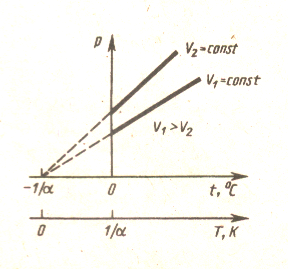 p
V₂=const
V₁=const
V₁>V₂
-1/α 0 t,°C
0 1/α T,K